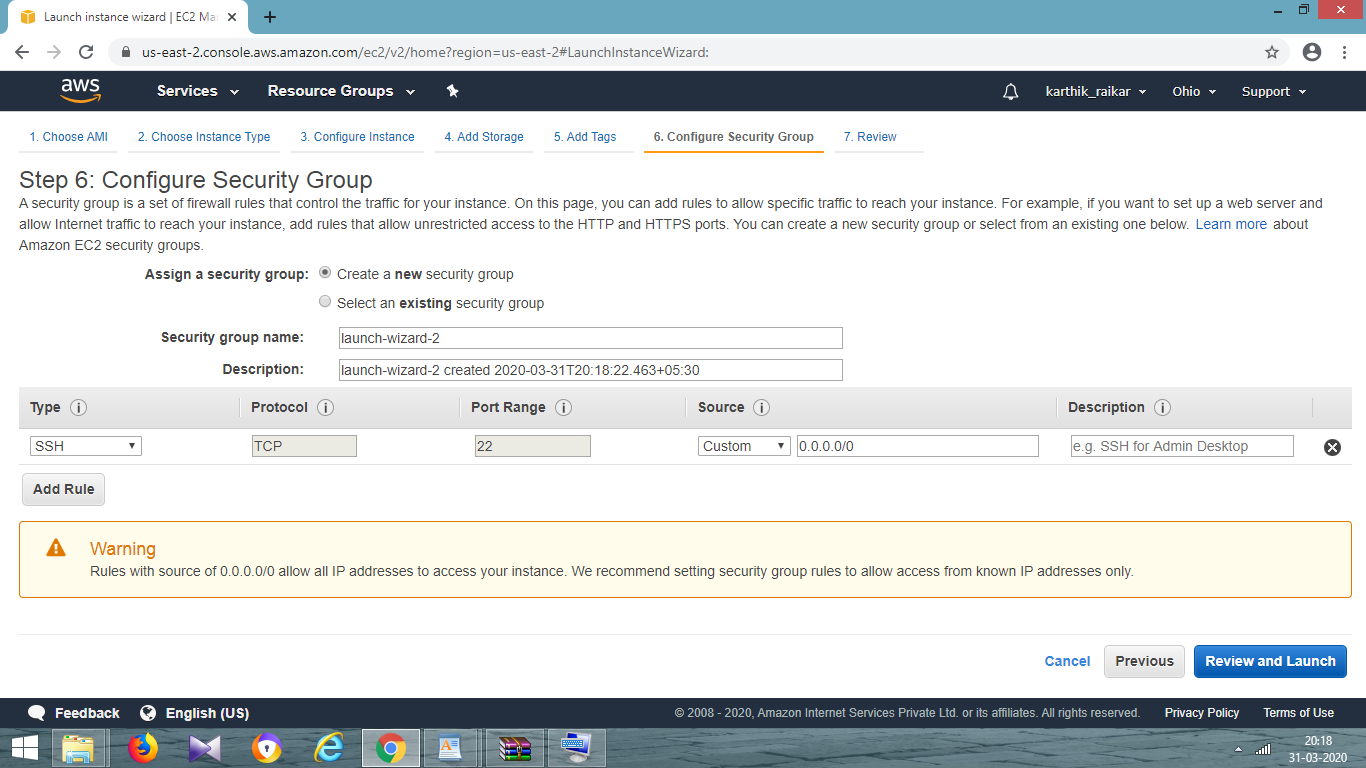 Launch instance wizard | EC2 Mar
us-east-2.console.aws.amazon.com/ec2/v2/home?region=us-east-2#LaunchInstanceWizard:
aws Services Resource Groups karthik_raikar Ohio Support
1. Choose AMI 2. Choose Instance Type 3. Configure Instance 4. Add Storage 5. Add Tags 6. Configure Security Group 7. Review
Step 6: Configure Security Group
A security group is a set of firewall rules that control the traffic for your instance. On this page, you can add rules to allow specific traffic to reach your instance. For example, if you want to set up a web server and
allow Internet traffic to reach your instance, add rules that allow unrestricted access to the HTTP and HTTPS ports. You can create a new security group or select from an existing one below. Learn more about
Amazon EC2 security groups.
Assign a security group: Create a new security group
Select an existing security group
Security group name: launch-wizard-2
Description: launch-wizard-2 created 2020-03-31T20:18:22.463+05:30
Type i Protocol i Port Range i Source i Description i
SSH TCP 22 Custom 0.0.0.0/0 e.g. SSH for Admin Desktop
Add Rule
Warning
Rules with source of 0.0.0.0/0 allow all IP addresses to access your instance. We recommend setting security group rules to allow access from known IP addresses only.
Cancel Previous Review and Launch
Feedback English (US) © 2008 - 2020, Amazon Internet Services Private Ltd. or its affiliates. All rights reserved. Privacy Policy Terms of Use
20:18
31-03-2020